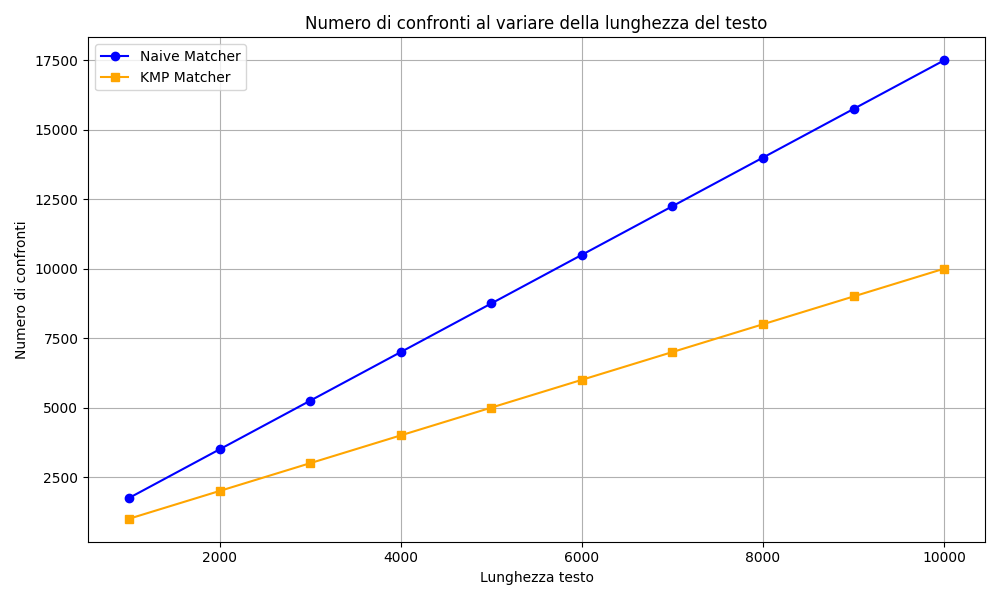 Numero di confronti al variare della lunghezza del testo
Naive Matcher
KMP Matcher
Numero di confronti
17500
15000
12500
10000
7500
5000
2500
2000
4000
6000
8000
10000
Lunghezza testo